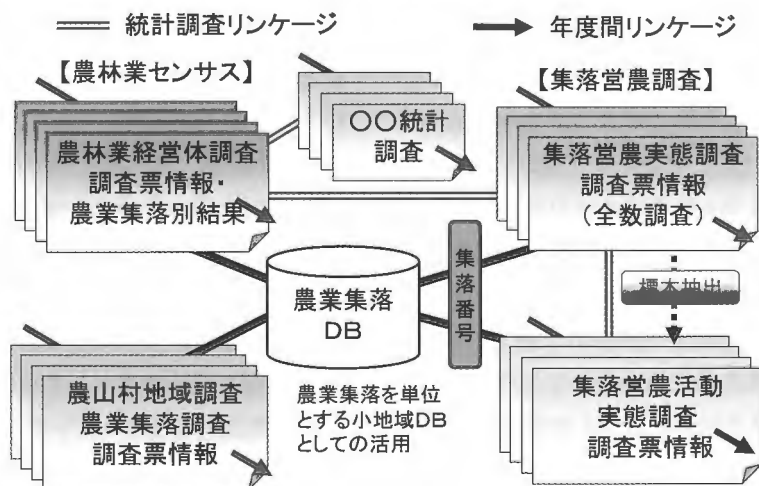 統計調査リンケージ
年度間リンケージ
【農林業センサス】
【集落営農調査】
〇〇統計
調査
農林業経営体調査
調査票情報・
農業集落別結果
集落営農実態調査
調査票情報
(全数調査)
集落番号
標本抽出
農業集落
DB
農山村地域調査
農業集落調査
調査票情報
農業集落を単位
とする小地域DB
としての活用
集落営農活動
実態調査
調査票情報